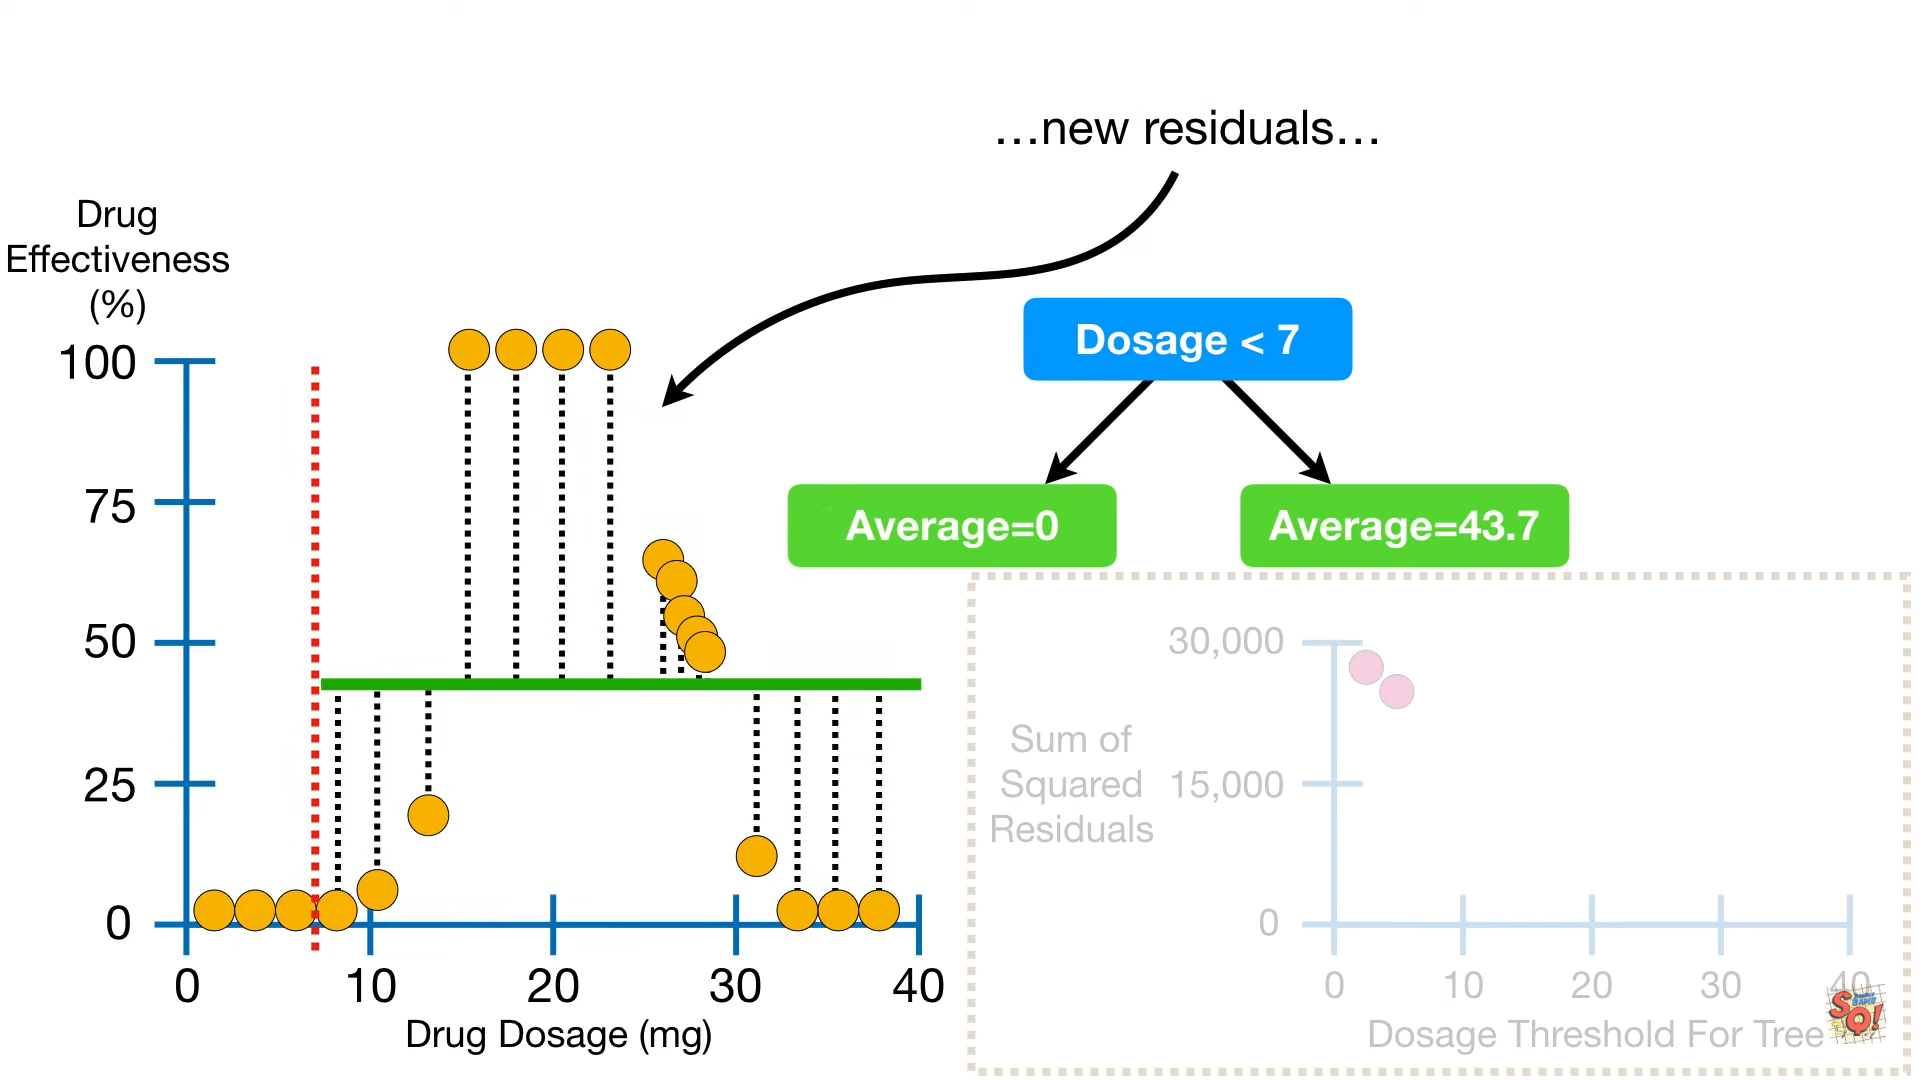 ...new residuals...
Drug
Effectiveness
(%)
100
75
50
25
0
0 10 20 30 40
Drug Dosage (mg)
Dosage < 7
Average=0
Average=43.7
30,000
15,000
0
Sum of
Squared
Residuals
0 10 20 30 40
Dosage Threshold For Tree
SQ!